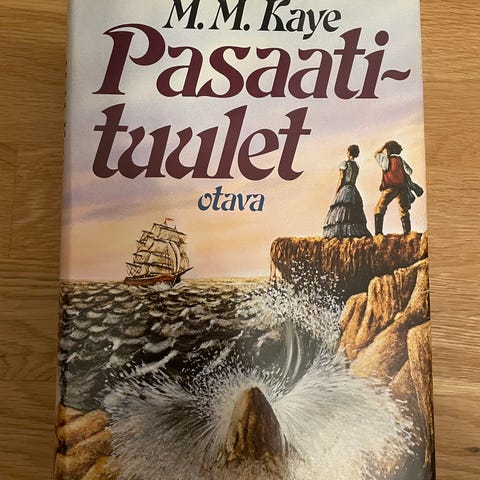 M. M. Kaye
Pasaati-
tuulet
otava